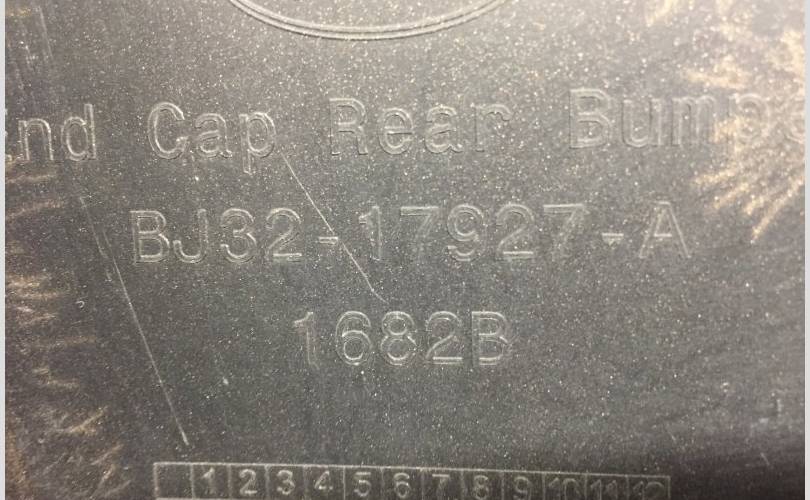 nd Cap Rear Bump
BJ32-17927-A
1682B
1 2 3 4 5 6 7 8 9 10 11 12